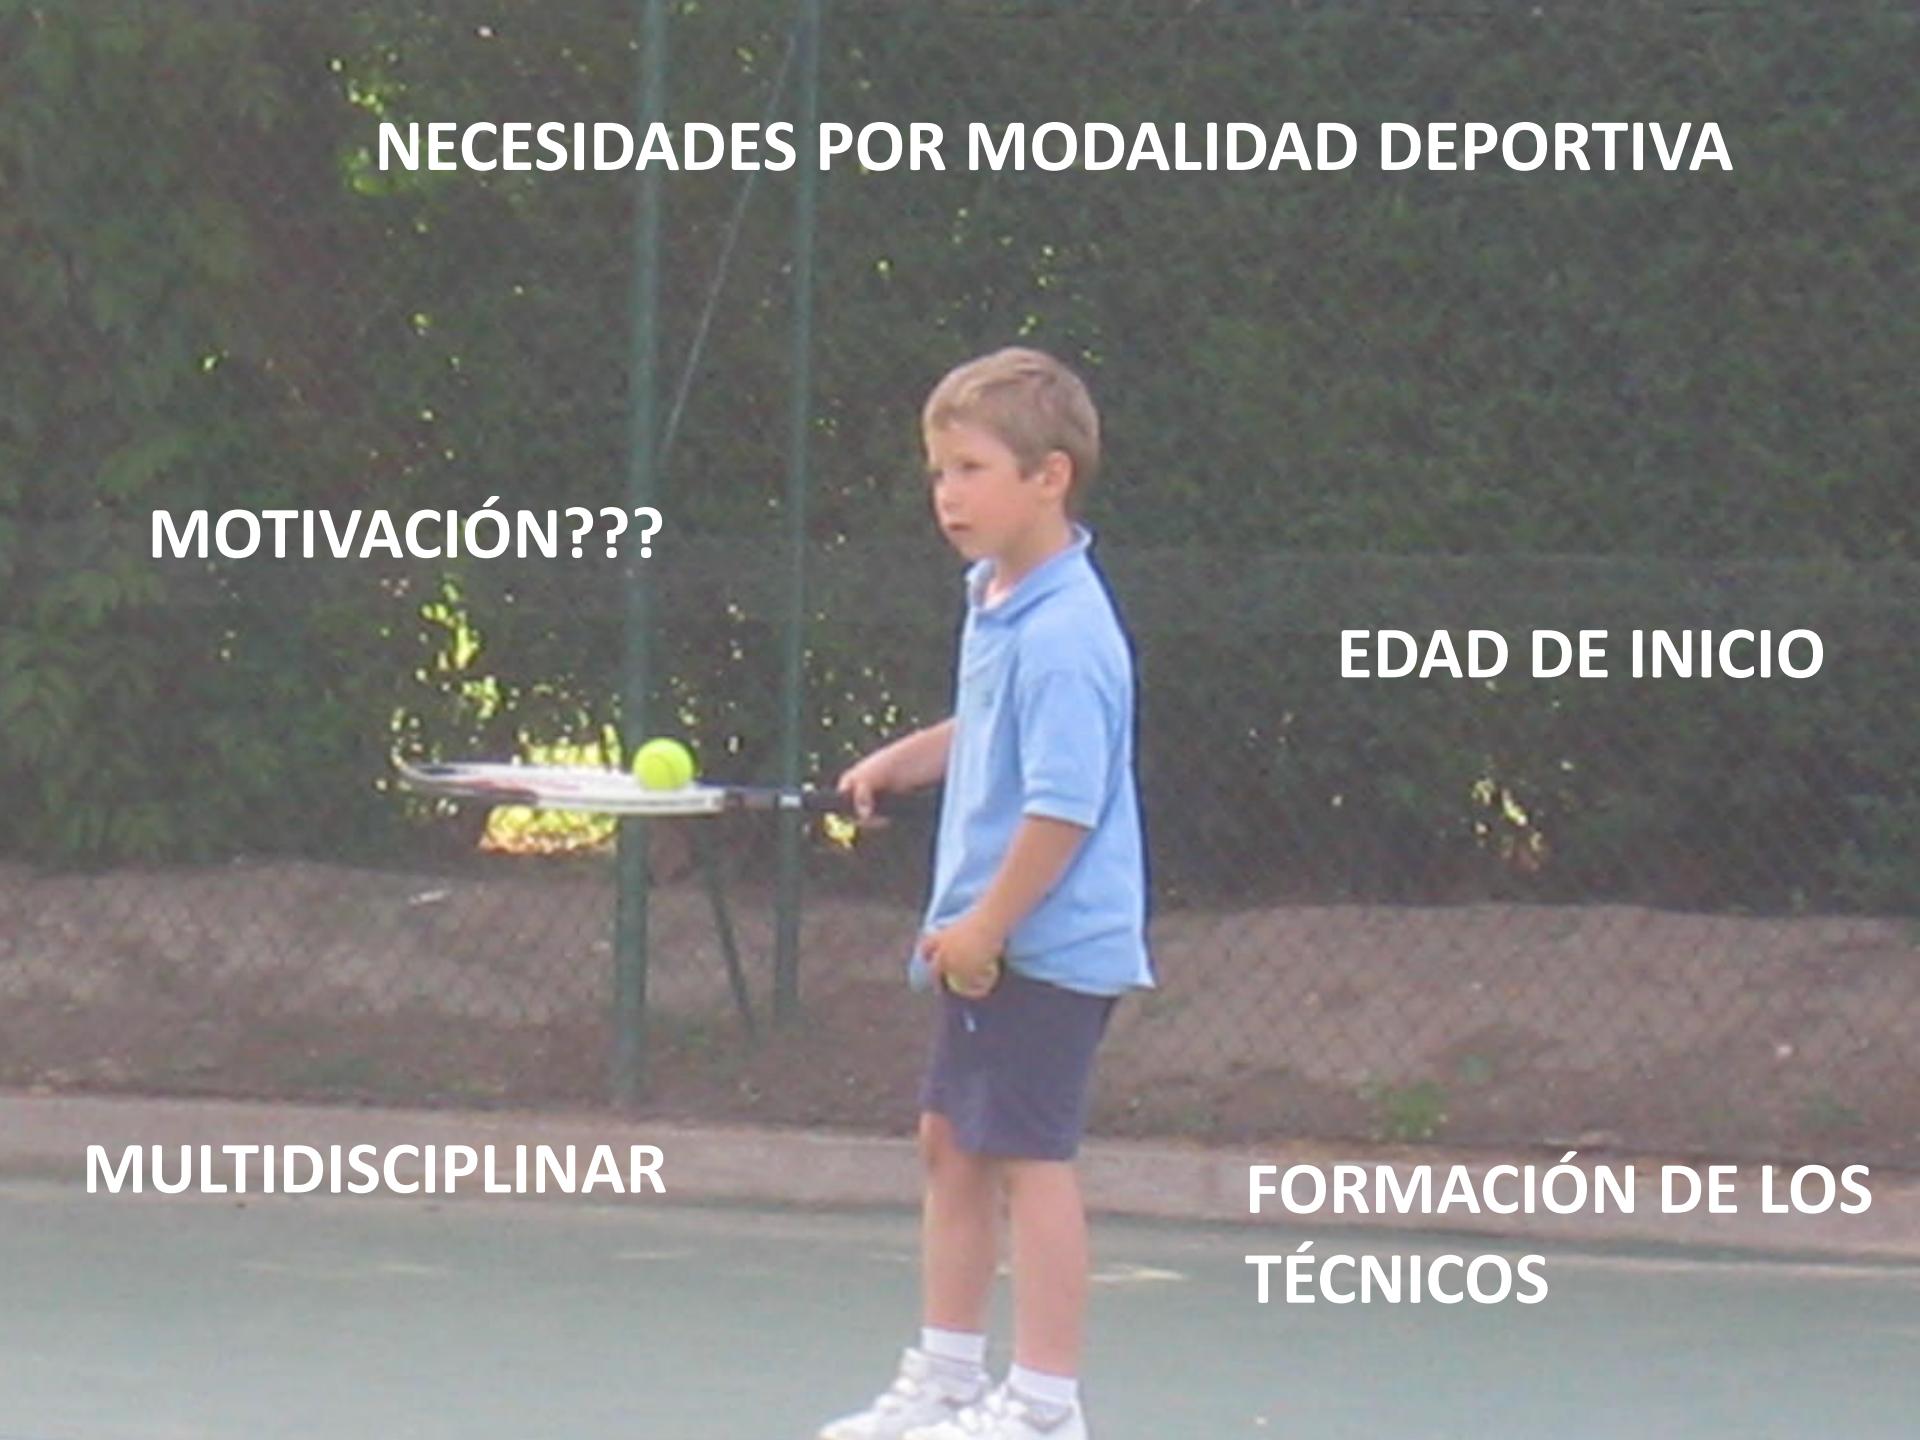 NECESIDADES POR MODALIDAD DEPORTIVA
MOTIVACIÓN???
EDAD DE INICIO
MULTIDISCIPLINAR
FORMACIÓN DE LOS
TÉCNICOS